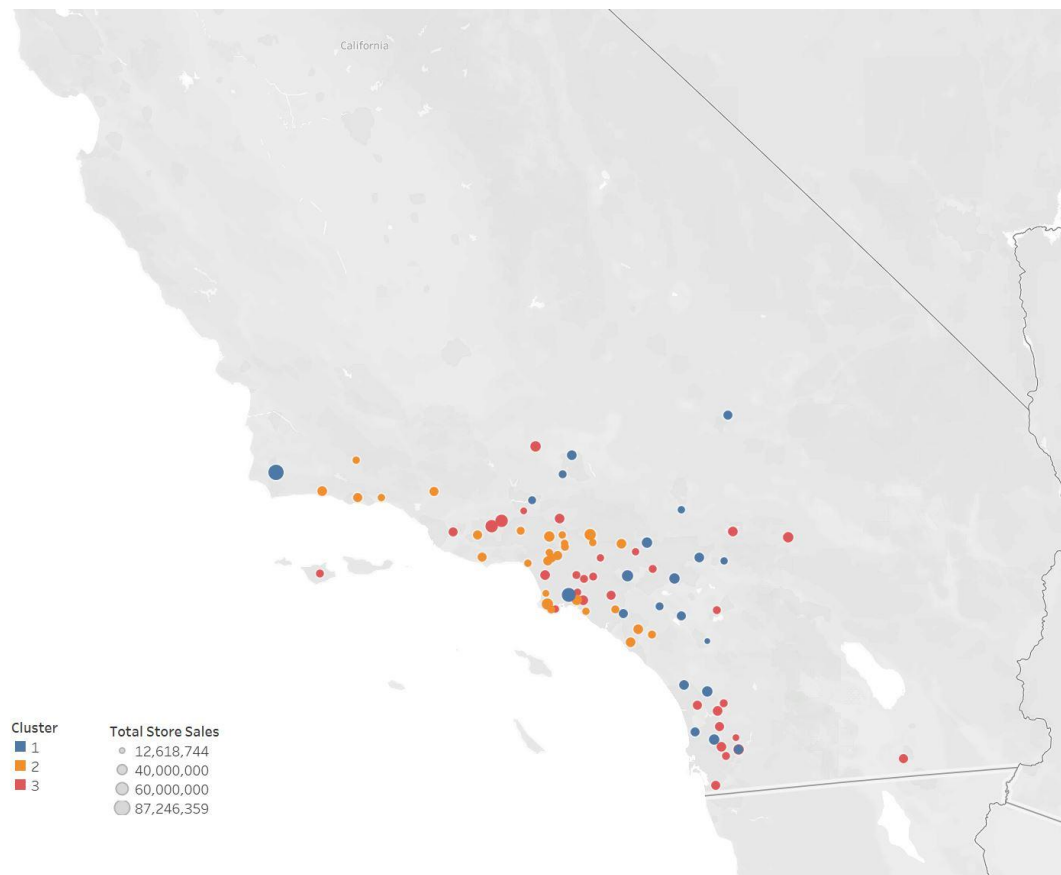 California
Cluster
1
2
3
Total Store Sales
12,618,744
40,000,000
60,000,000
87,246,359